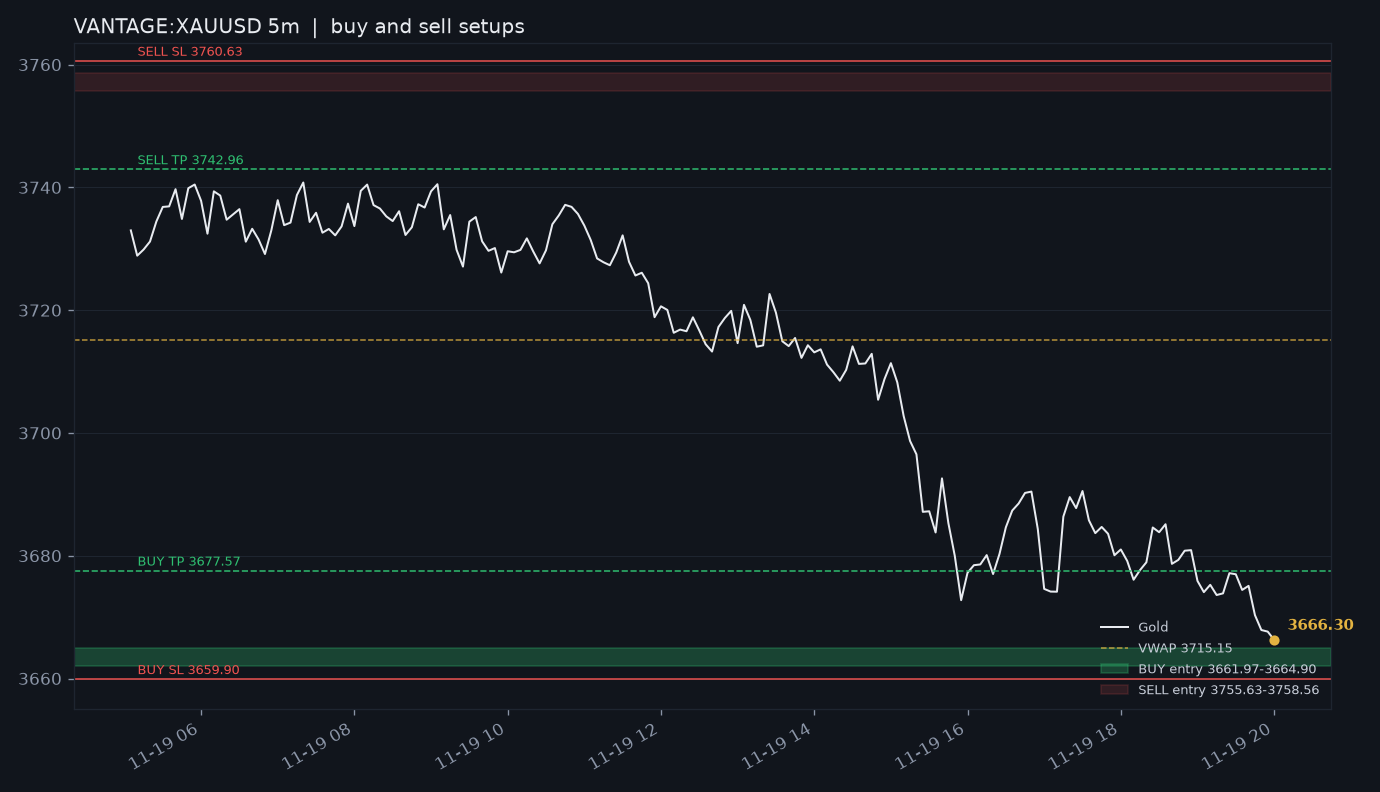 VANTAGE:XAUUSD 5m | buy and sell setups
SELL SL 3760.63
3760
SELL TP 3742.96
3740
3720
3700
3680
BUY TP 3677.57
3666.30
Gold
VWAP 3715.15
BUY entry 3661.97-3664.90
SELL entry 3755.63-3758.56
BUY SL 3659.90
3660
11-19 06
11-19 08
11-19 10
11-19 12
11-19 14
11-19 16
11-19 18
11-19 20